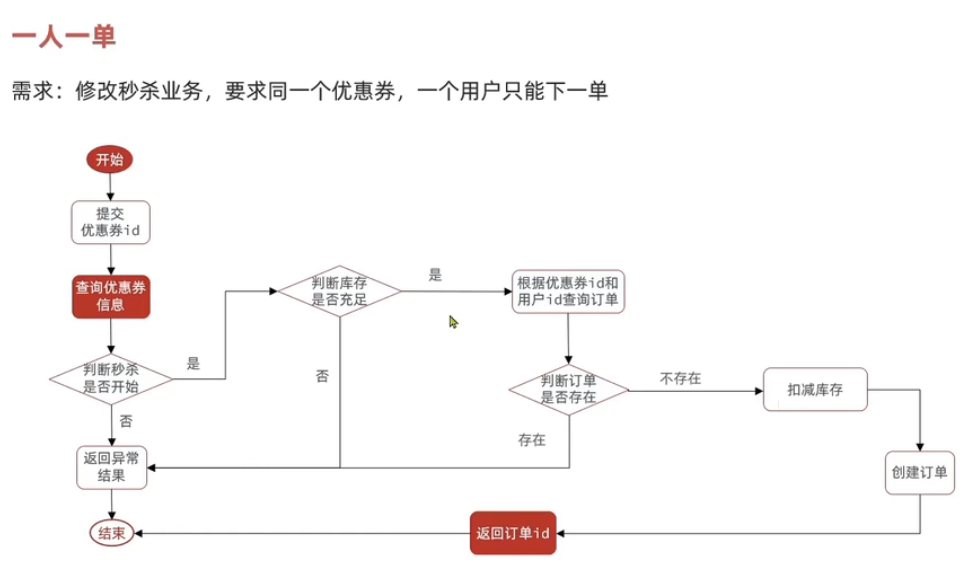 一人一单
需求：修改秒杀业务，要求同一个优惠券，一个用户只能下一单
开始
提交
优惠券id
查询优惠券
信息
判断秒杀
是否开始
是
否
判断库存
是否充足
是
否
根据优惠券id和
用户id查询订单
判断订单
是否存在
不存在
存在
扣减库存
创建订单
返回异常
结果
返回订单id
结束